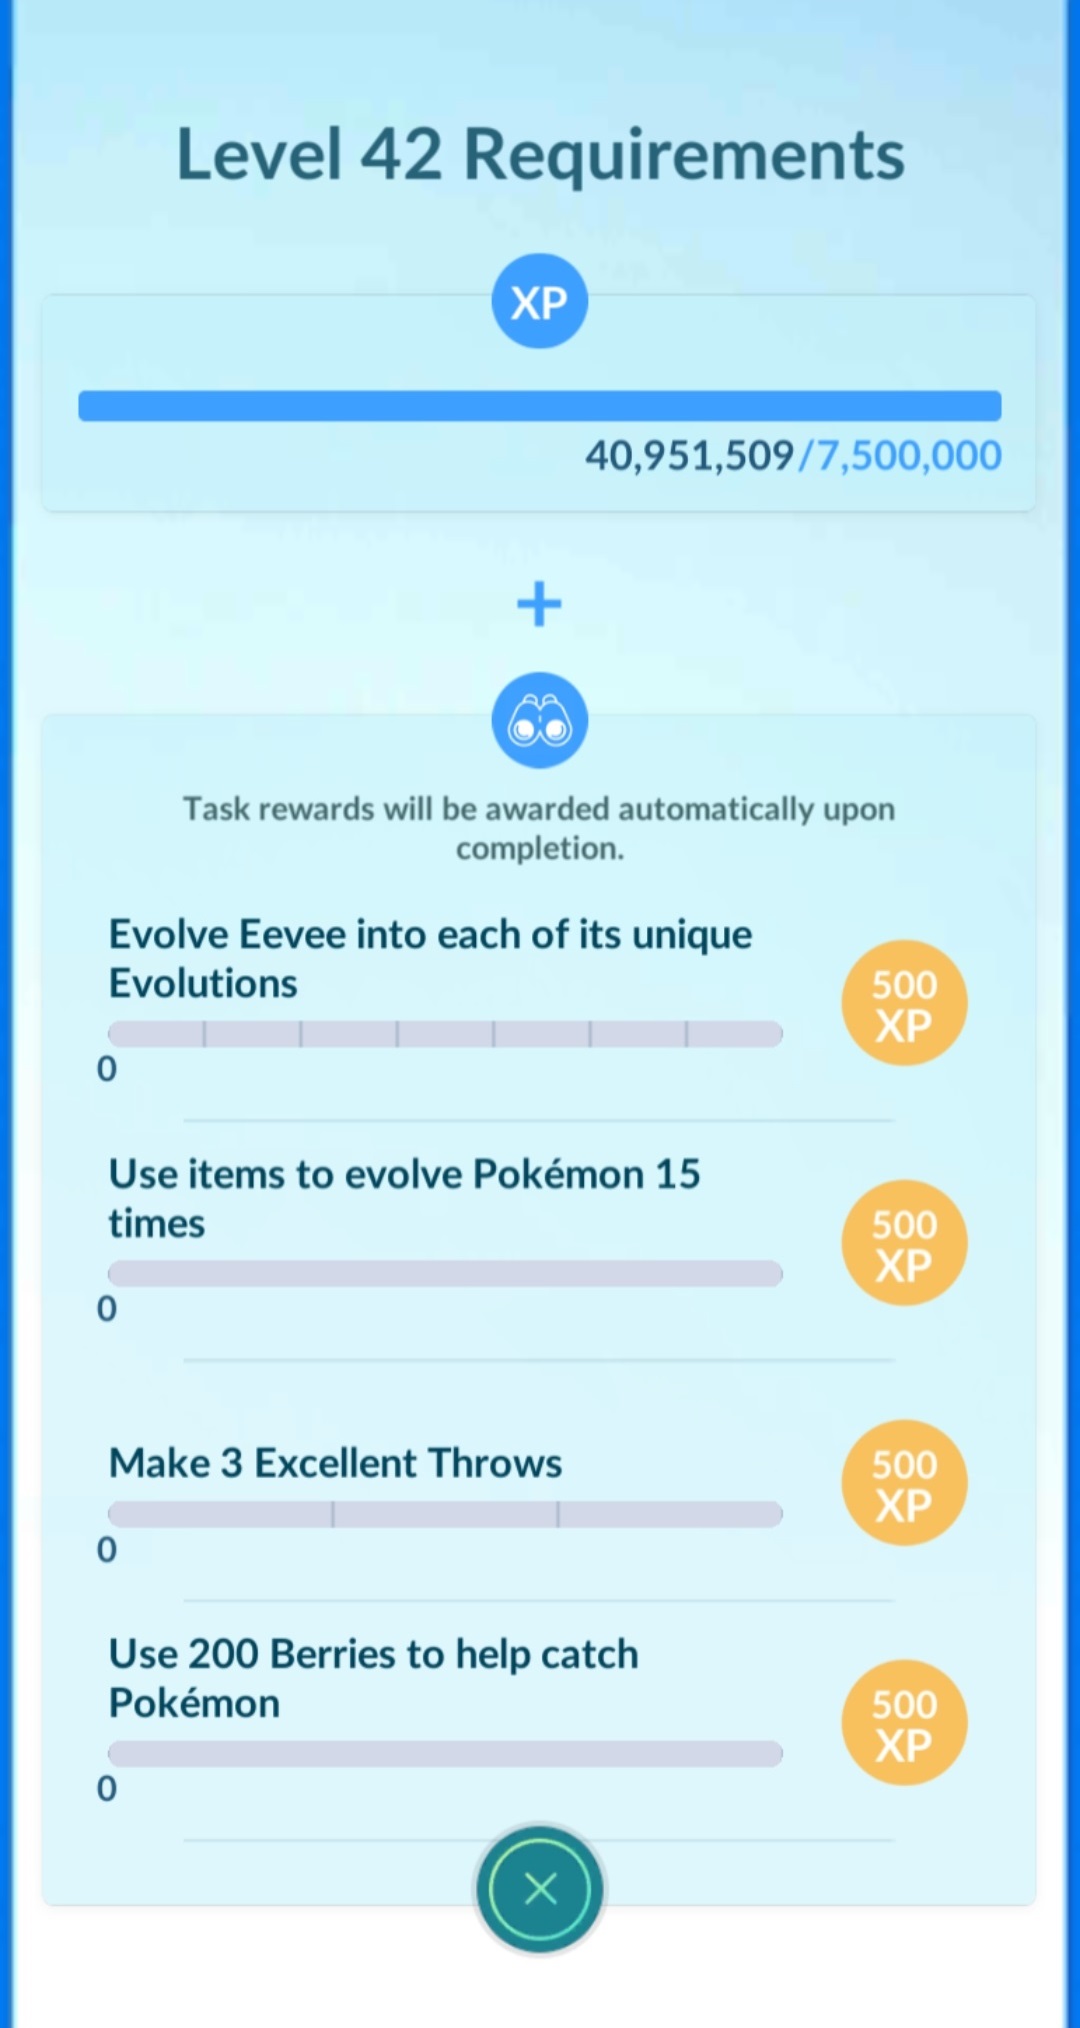 Level 42 Requirements
XP
40,951,509/7,500,000
+
Task rewards will be awarded automatically upon
completion.
Evolve Eevee into each of its unique
Evolutions
500
XP
0
Use items to evolve Pokémon 15
times
500
XP
0
Make 3 Excellent Throws
500
XP
0
Use 200 Berries to help catch
Pokémon
500
XP
0